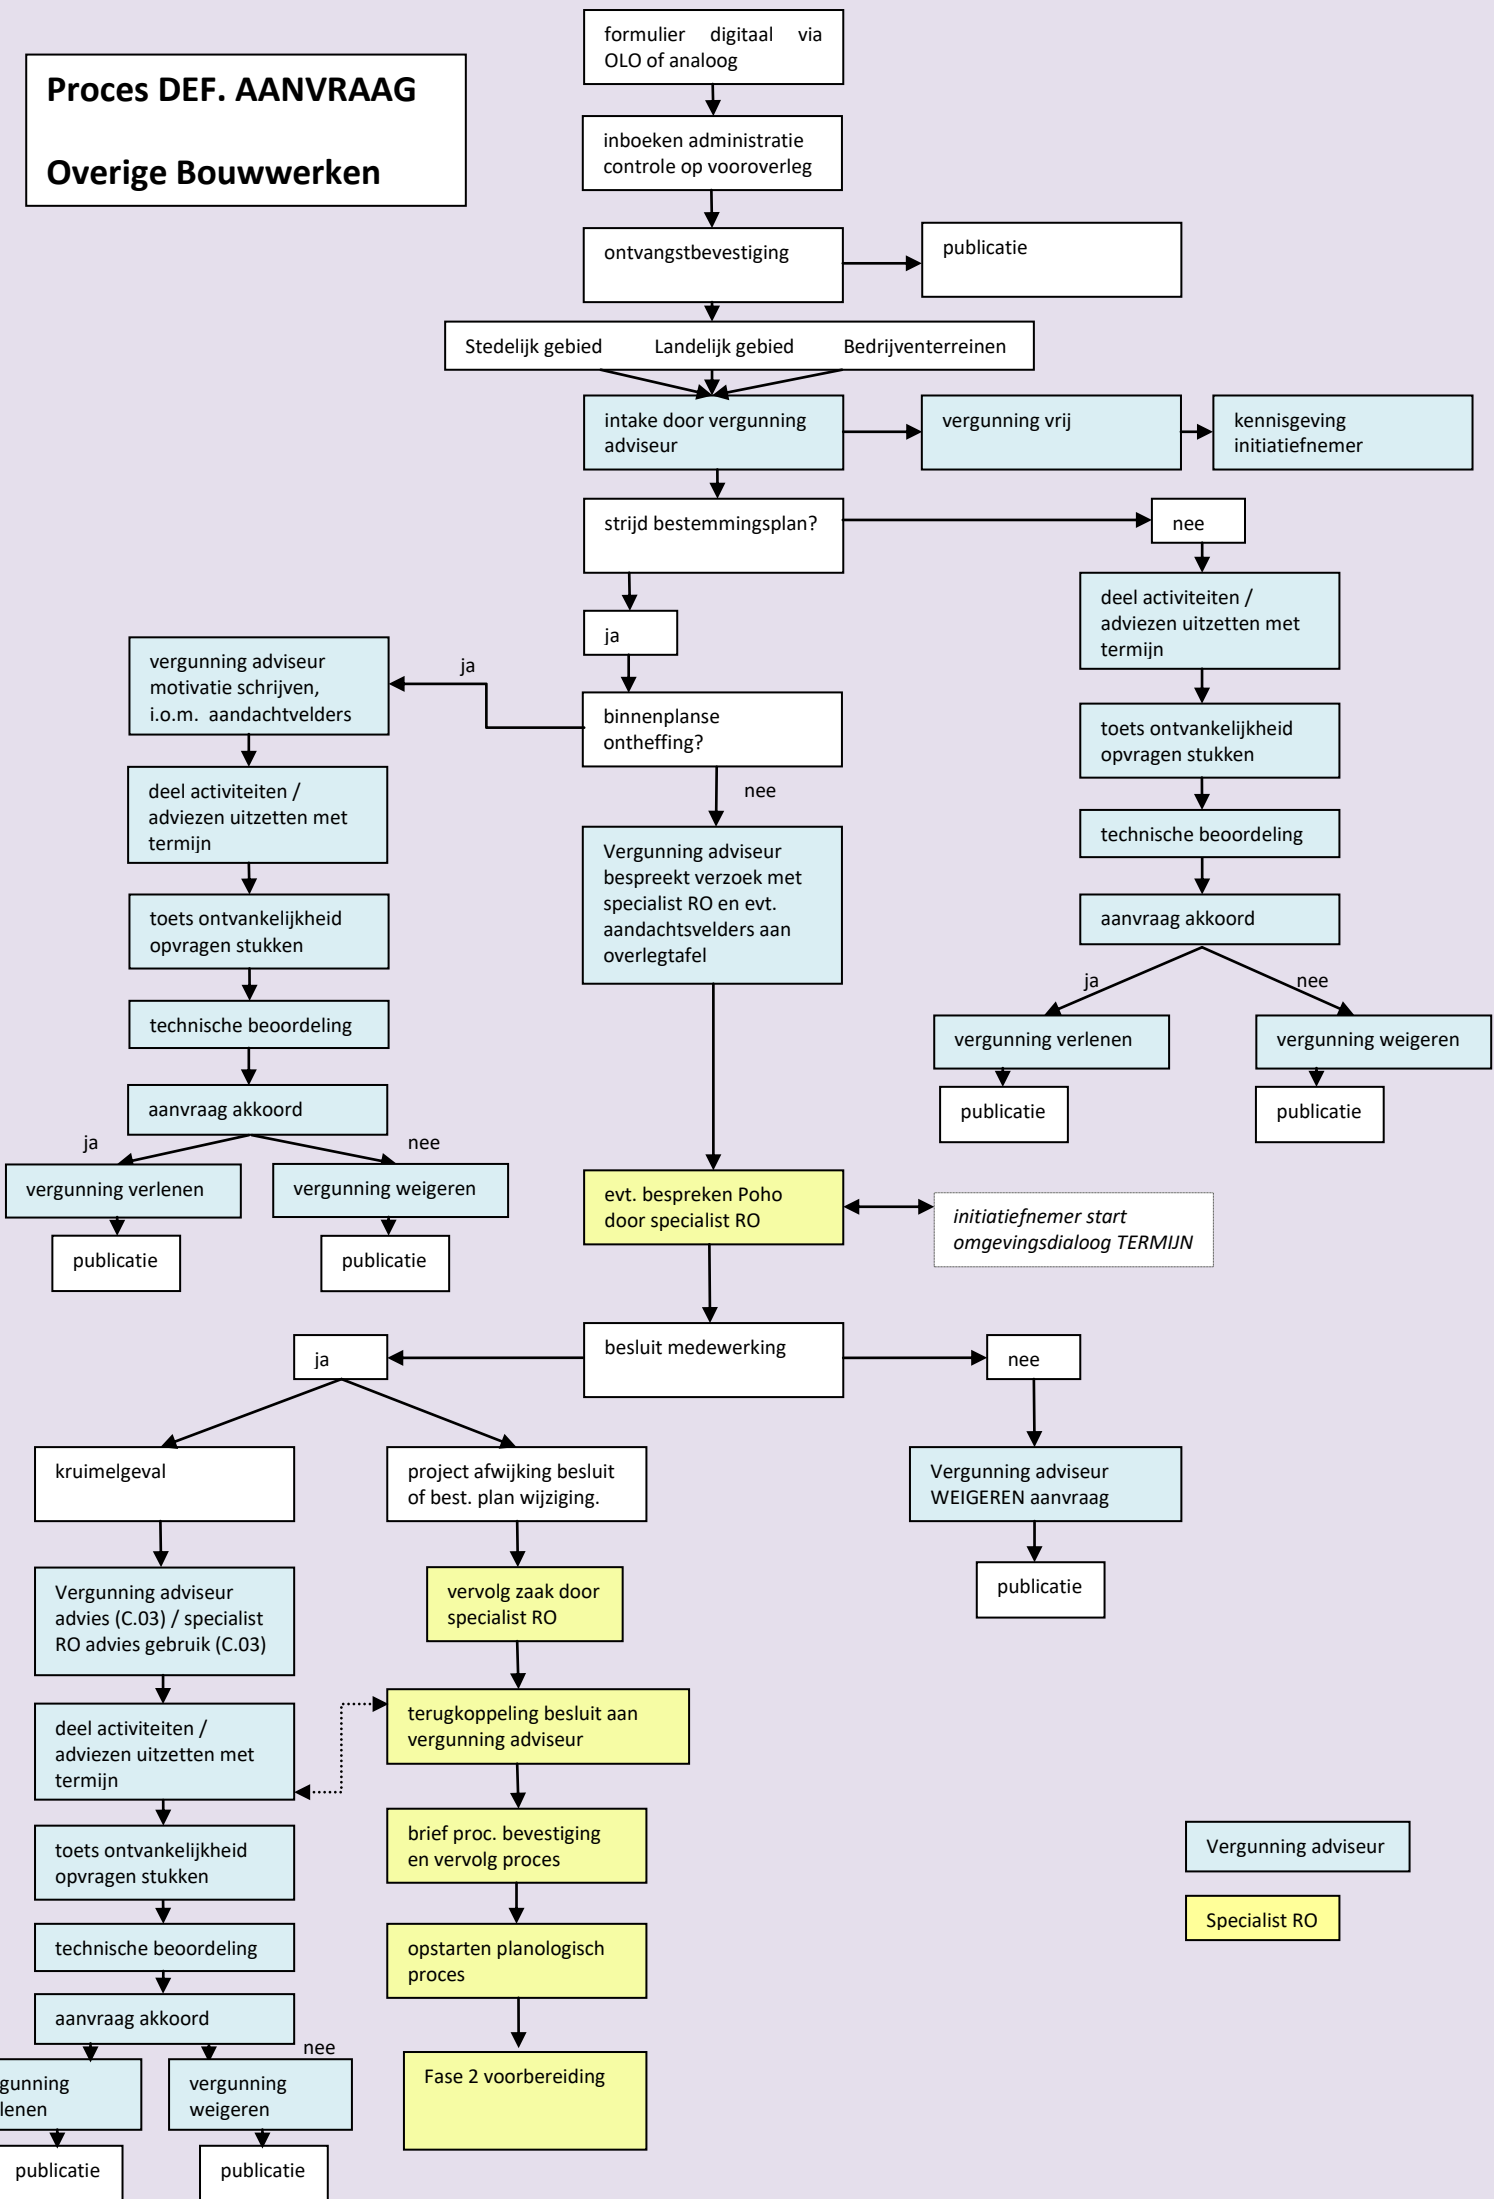 Proces DEF. AANVRAAG
Overige Bouwwerken
formulier digitaal via
OLO of analoog
inboeken administratie
controle op vooroverleg
ontvangstbevestiging
publicatie
Stedelijk gebied Landelijk gebied Bedrijventerreinen
intake door vergunning
adviseur
vergunning vrij
kennisgeving
initiatiefnemer
strijd bestemmingsplan?
nee
ja
deel activiteiten /
adviezen uitzetten met
termijn
toets ontvankelijkheid
opvragen stukken
technische beoordeling
aanvraag akkoord
ja
nee
vergunning verlenen
vergunning weigeren
publicatie
publicatie
binnenplanse
ontheffing?
ja
nee
vergunning adviseur
motivatie schrijven,
i.o.m. aandachtvelders
deel activiteiten /
adviezen uitzetten met
termijn
toets ontvankelijkheid
opvragen stukken
technische beoordeling
aanvraag akkoord
ja
nee
vergunning verlenen
vergunning weigeren
publicatie
publicatie
Vergunning adviseur
bespreekt verzoek met
specialist RO en evt.
aandachtsvelders aan
overlegtafel
evt. bespreken Poho
door specialist RO
initiatiefnemer start
omgevingsdialoog TERMIJN
besluit medewerking
ja
nee
Vergunning adviseur
WEIGEREN aanvraag
publicatie
kruimelgeval
Vergunning adviseur
advies (C.03) / specialist
RO advies gebruik (C.03)
deel activiteiten /
adviezen uitzetten met
termijn
toets ontvankelijkheid
opvragen stukken
technische beoordeling
aanvraag akkoord
nee
gunning
lenen
vergunning
weigeren
publicatie
publicatie
project afwijking besluit
of best. plan wijziging.
vervolg zaak door
specialist RO
terugkoppeling besluit aan
vergunning adviseur
brief proc. bevestiging
en vervolg proces
opstarten planologisch
proces
Fase 2 voorbereiding
Vergunning adviseur
Specialist RO